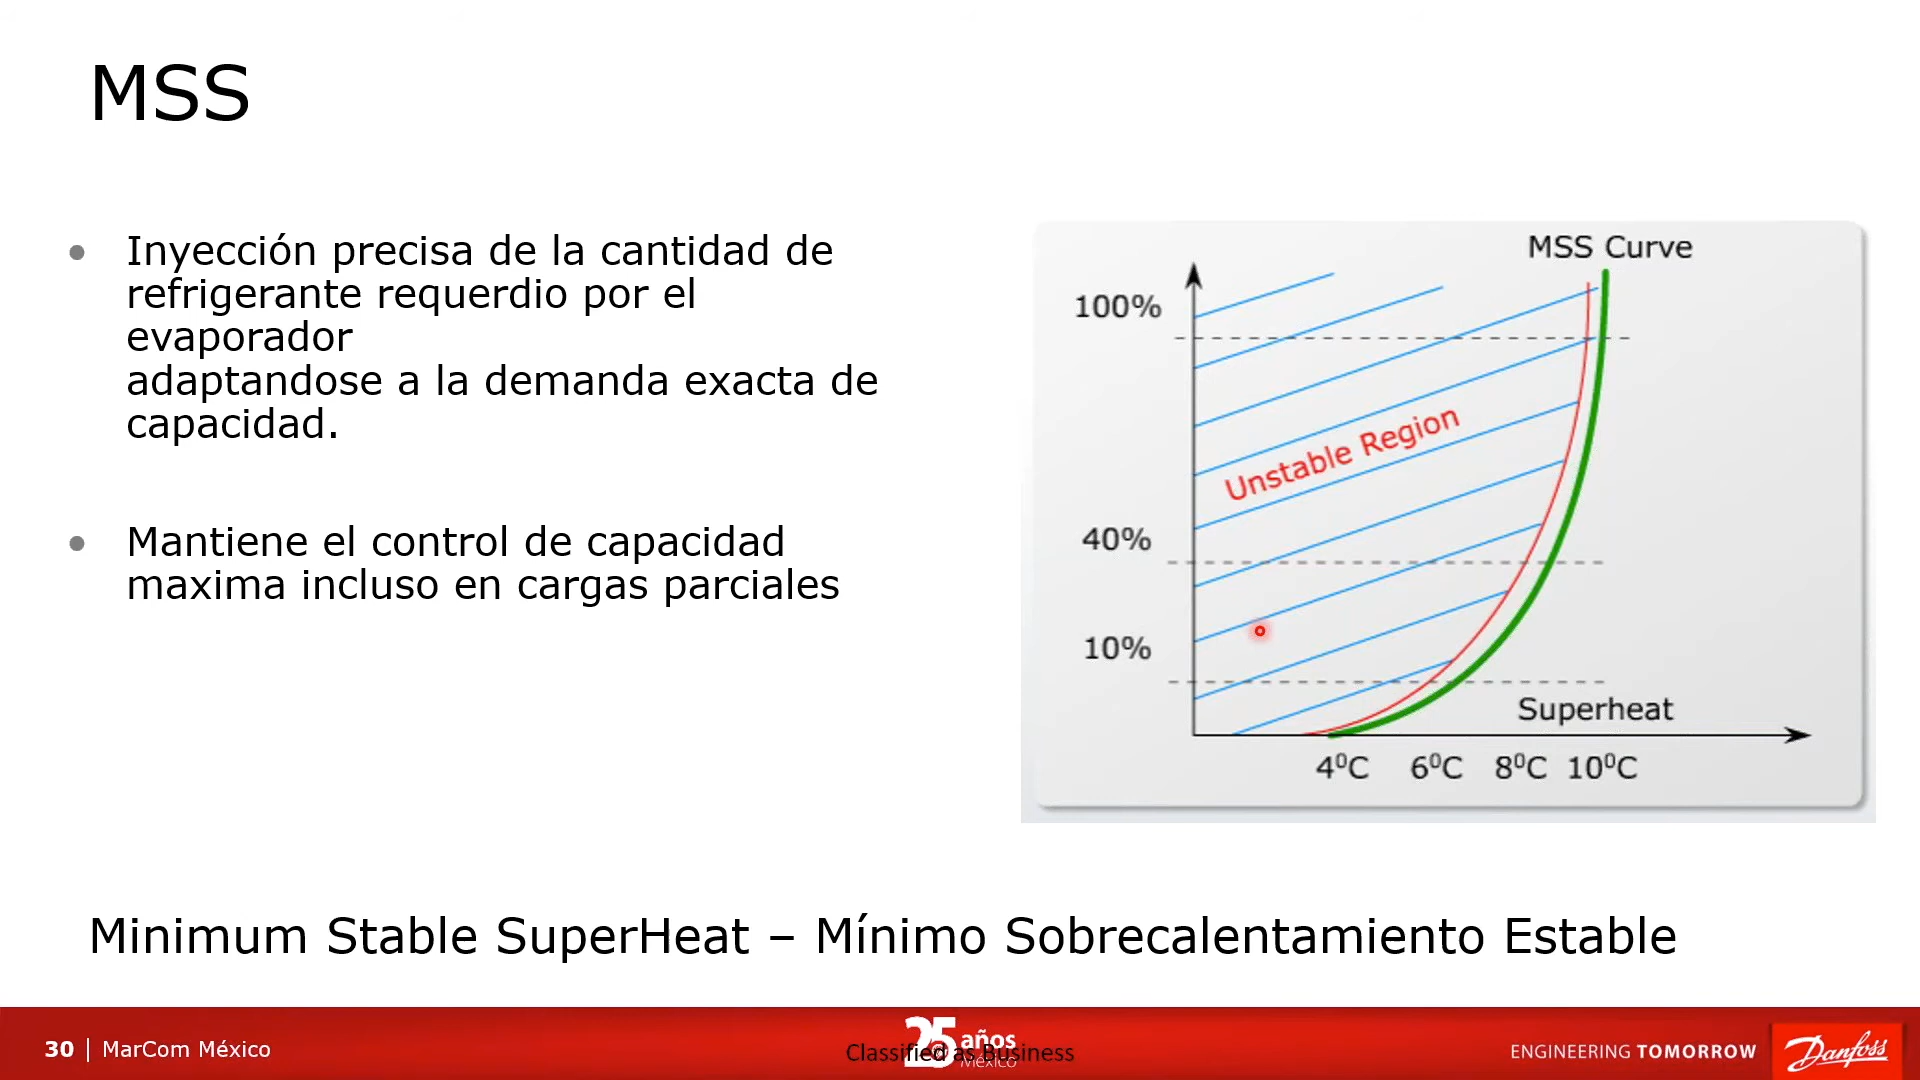 MSS
Inyección precisa de la cantidad de
refrigerante requerdio por el
evaporador
adaptandose a la demanda exacta de
capacidad.
Mantiene el control de capacidad
maxima incluso en cargas parciales
MSS Curve
100%
Unstable Region
40%
10%
Superheat
4⁰C 6⁰C 8⁰C 10⁰C
Minimum Stable SuperHeat – Mínimo Sobrecalentamiento Estable
30 | MarCom México
25 años
México
Classified as Business
ENGINEERING TOMORROW
Danfoss